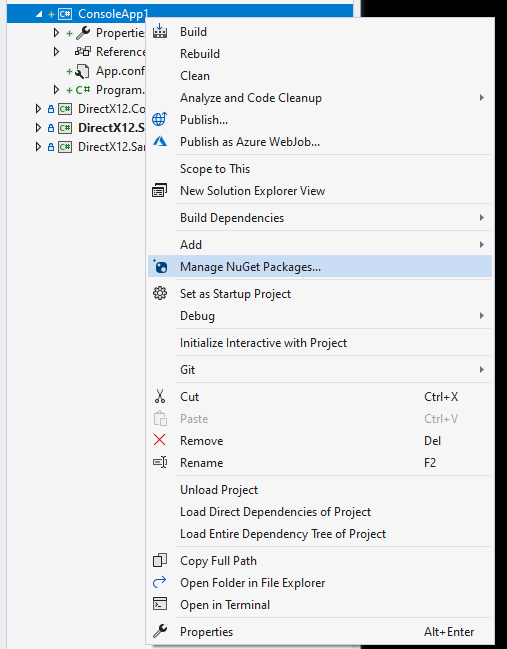 ConsoleApp1
Properties
Reference
App.conf
Program.
DirectX12.Co
DirectX12.S
DirectX12.Sar
Build
Rebuild
Clean
Analyze and Code Cleanup
Publish...
Publish as Azure WebJob...
Scope to This
New Solution Explorer View
Build Dependencies
Add
Manage NuGet Packages...
Set as Startup Project
Debug
Initialize Interactive with Project
Git
Cut Ctrl+X
Paste Ctrl+V
Remove Del
Rename F2
Unload Project
Load Direct Dependencies of Project
Load Entire Dependency Tree of Project
Copy Full Path
Open Folder in File Explorer
Open in Terminal
Properties Alt+Enter